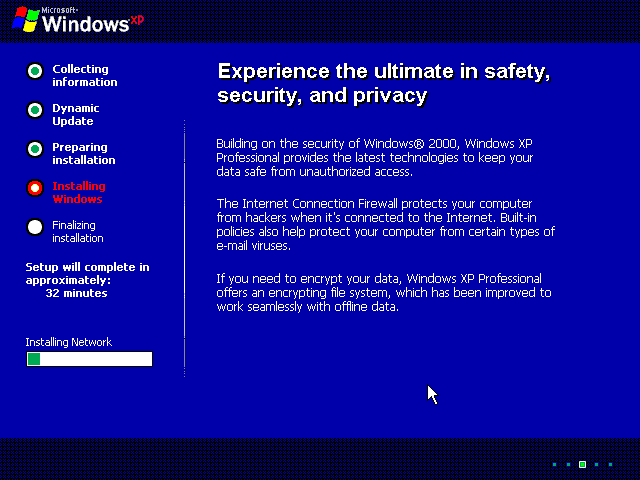 Microsoft®
Windows xp
Collecting
information
Dynamic
Update
Preparing
installation
Installing
Windows
Finalizing
installation
Setup will complete in
approximately:
32 minutes
Installing Network
Experience the ultimate in safety,
security, and privacy
Building on the security of Windows® 2000, Windows XP
Professional provides the latest technologies to keep your
data safe from unauthorized access.
The Internet Connection Firewall protects your computer
from hackers when it's connected to the Internet. Built-in
policies also help protect your computer from certain types of
e-mail viruses.
If you need to encrypt your data, Windows XP Professional
offers an encrypting file system, which has been improved to
work seamlessly with offline data.